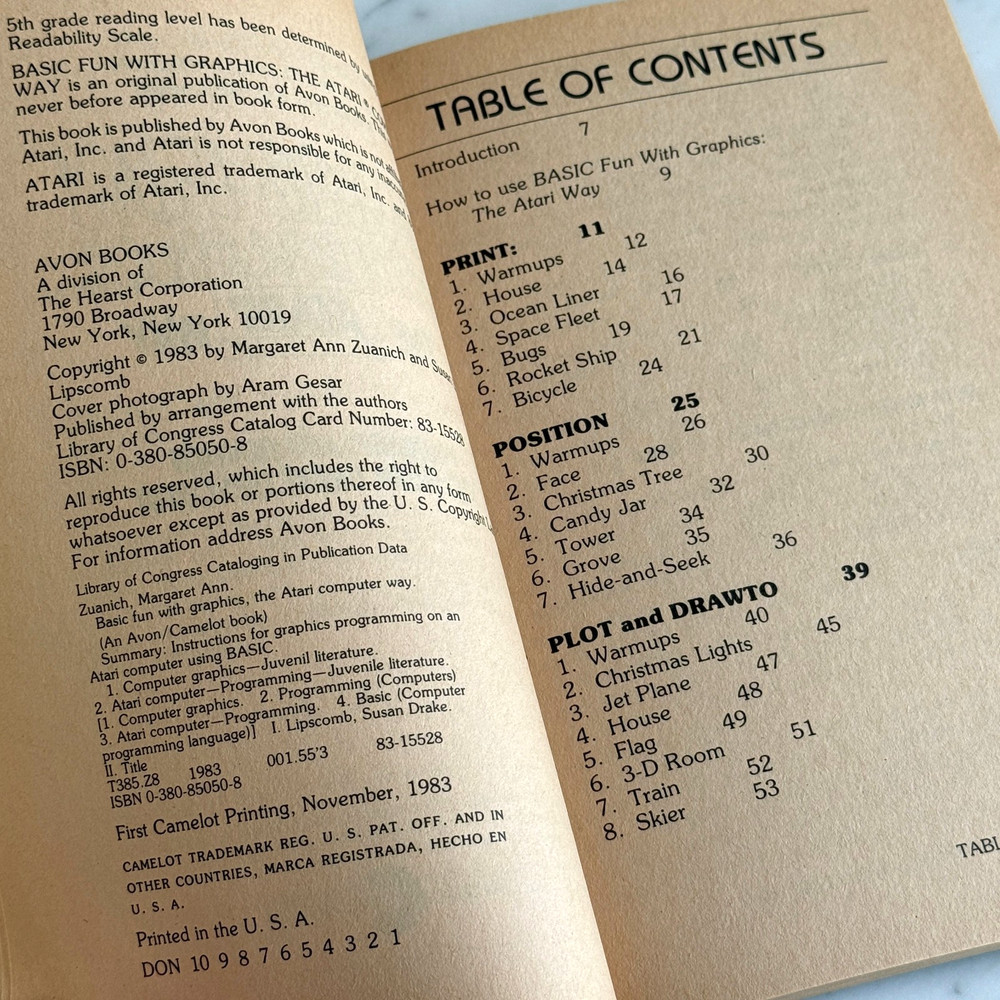 5th grade reading level has been determined by
Readability Scale.
BASIC FUN WITH GRAPHICS: THE ATARI®
WAY is an original publication of Avon Books. This
never before appeared in book form.
This book is published by Avon Books which is not
Atari, Inc. and Atari is not responsible for any
ATARI is a registered trademark of Atari, Inc. and
trademark of Atari, Inc.
AVON BOOKS
A division of
The Hearst Corporation
1790 Broadway
New York, New York 10019
Copyright © 1983 by Margaret Ann Zuanich and Susan
Lipscomb
Cover photograph by Aram Gesar
Published by arrangement with the authors
Library of Congress Catalog Card Number: 83-15528
ISBN: 0-380-85050-8
All rights reserved, which includes the right to
reproduce this book or portions thereof in any form
whatsoever except as provided by the U. S. Copyright
For information address Avon Books.
Library of Congress Cataloging in Publication Data
Zuanich, Margaret Ann.
Basic fun with graphics, the Atari computer way.
(An Avon/Camelot book)
Summary: Instructions for graphics programming on an
Atari computer using BASIC.
1. Computer graphics—Juvenil literature.
2. Atari computer—Programming—Juvenile literature.
[1. Computer graphics. 2. Programming (Computers)
3. Atari computer—Programming. 4. Basic (Computer
programming language)] I. Lipscomb, Susan Drake.
II. Title
T385.Z8 1983 001.55'3 83-15528
ISBN 0-380-85050-8
First Camelot Printing, November, 1983
CAMELOT TRADEMARK REG. U. S. PAT. OFF. AND IN
OTHER COUNTRIES, MARCA REGISTRADA, HECHO EN
U. S. A.
Printed in the U. S. A.
DON 10 9 8 7 6 5 4 3 2 1
TABLE OF CONTENTS
Introduction 7
How to use BASIC Fun With Graphics:
The Atari Way 9
PRINT: 11
1. Warmups 12
2. House 14
3. Ocean Liner 16
4. Space Fleet 17
5. Bugs 19
6. Rocket Ship 21
7. Bicycle 24
POSITION 25
1. Warmups 26
2. Face 28
3. Christmas Tree 30
4. Candy Jar 32
5. Tower 34
6. Grove 35
7. Hide-and-Seek 36
PLOT and DRAWTO 39
1. Warmups 40
2. Christmas Lights 45
3. Jet Plane 47
4. House 48
5. Flag 49
6. 3-D Room 51
7. Train 52
8. Skier 53